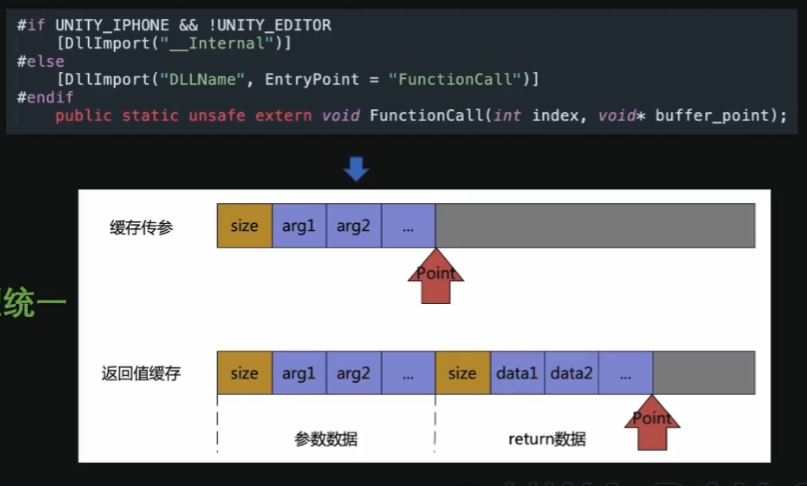 #if UNITY_IPHONE && !UNITY_EDITOR
[DllImport("__Internal")]
#else
[DllImport("DLLName", EntryPoint = "FunctionCall")]
#endif
public static unsafe extern void FunctionCall(int index, void* buffer_point);
缓存传参 size arg1 arg2 ...
Point
统一
返回值缓存 size arg1 arg2 ... size data1 data2 ...
Point
参数数据 return数据